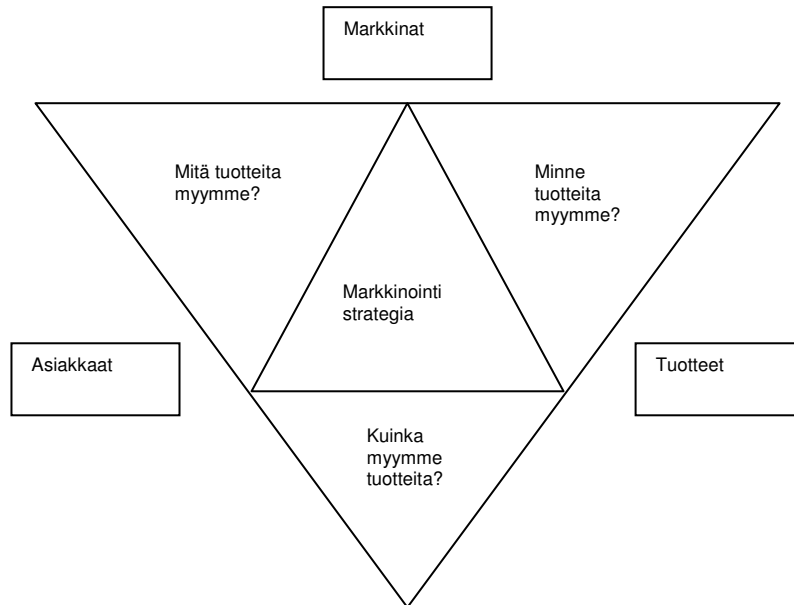 Markkinat
Mitä tuotteita
myymme?
Minne
tuotteita
myymme?
Markkinointi
strategia
Asiakkaat
Tuotteet
Kuinka
myymme
tuotteita?